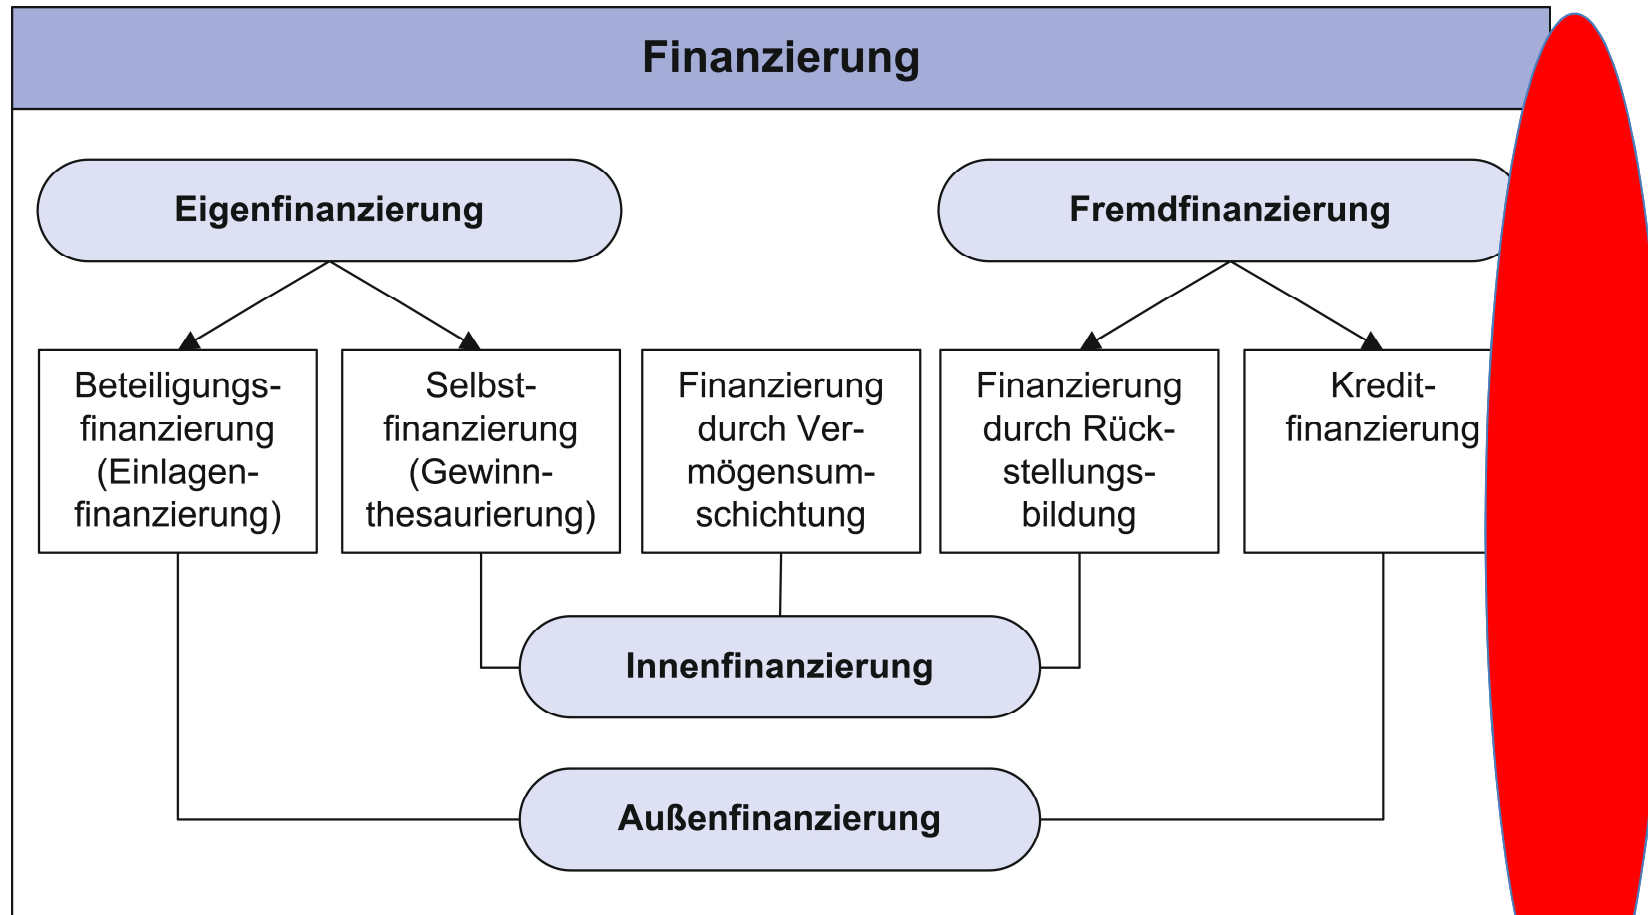 Finanzierung
Eigenfinanzierung
Fremdfinanzierung
Beteiligungs-
finanzierung
(Einlagen-
finanzierung)
Selbst-
finanzierung
(Gewinn-
thesaurierung)
Finanzierung
durch Ver-
mögensum-
schichtung
Finanzierung
durch Rück-
stellungs-
bildung
Kredit-
finanzierung
Innenfinanzierung
Außenfinanzierung